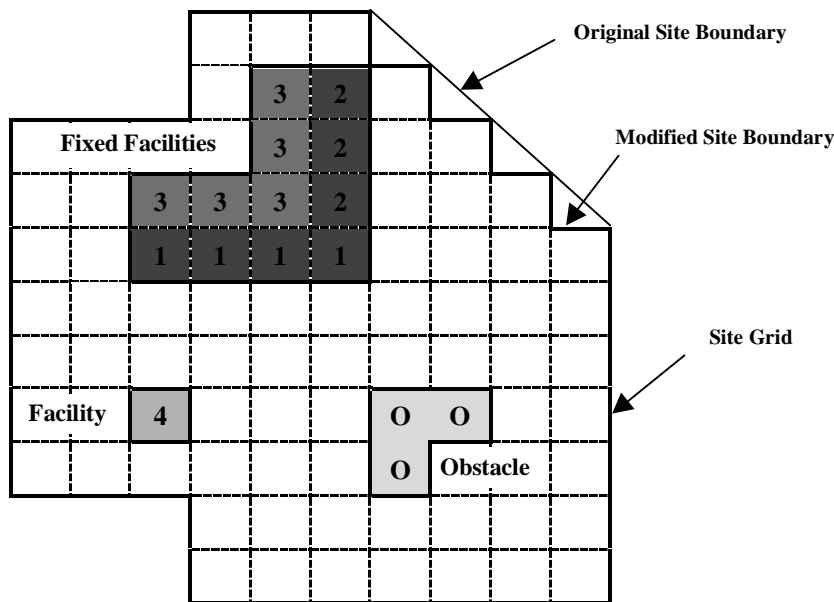 Original Site Boundary
3 2
Fixed Facilities 3 2
Modified Site Boundary
3 3 3 2
1 1 1 1
Site Grid
Facility 4 O O
O Obstacle